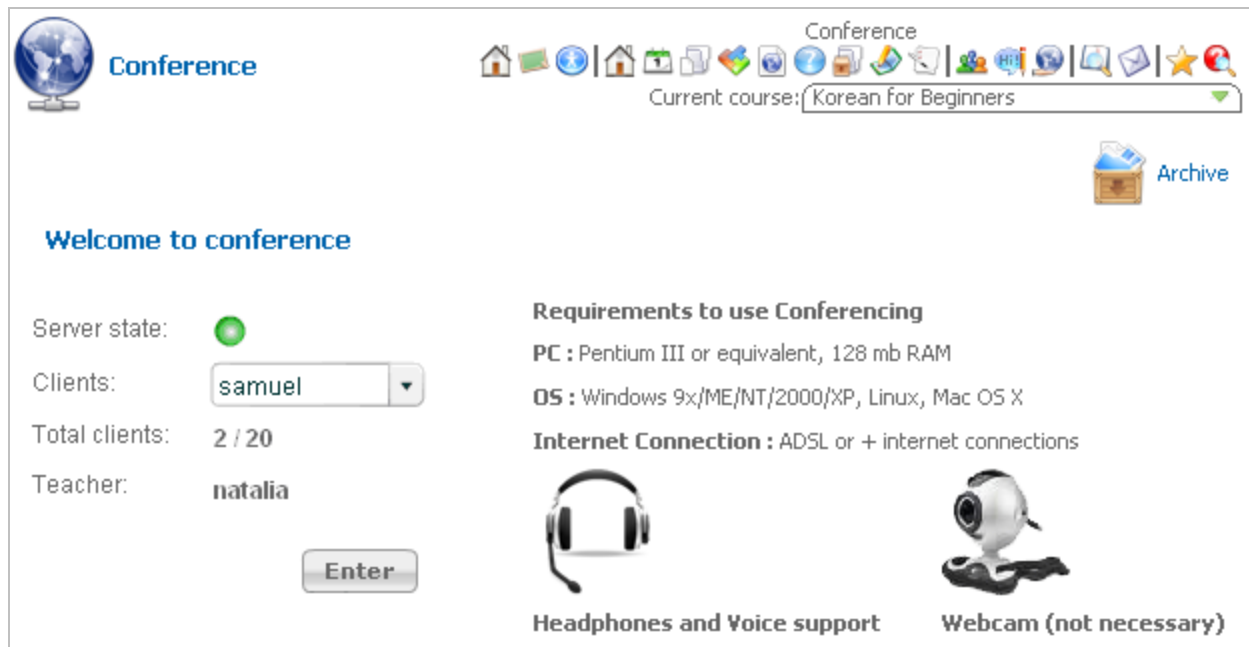 Conference
Conference
Current course: Korean for Beginners
Archive
Welcome to conference
Server state:
Clients: samuel
Total clients: 2 / 20
Teacher: natalia
Enter
Requirements to use Conferencing
PC : Pentium III or equivalent, 128 mb RAM
OS : Windows 9x/ME/NT/2000/XP, Linux, Mac OS X
Internet Connection : ADSL or + internet connections
Headphones and Voice support
Webcam (not necessary)